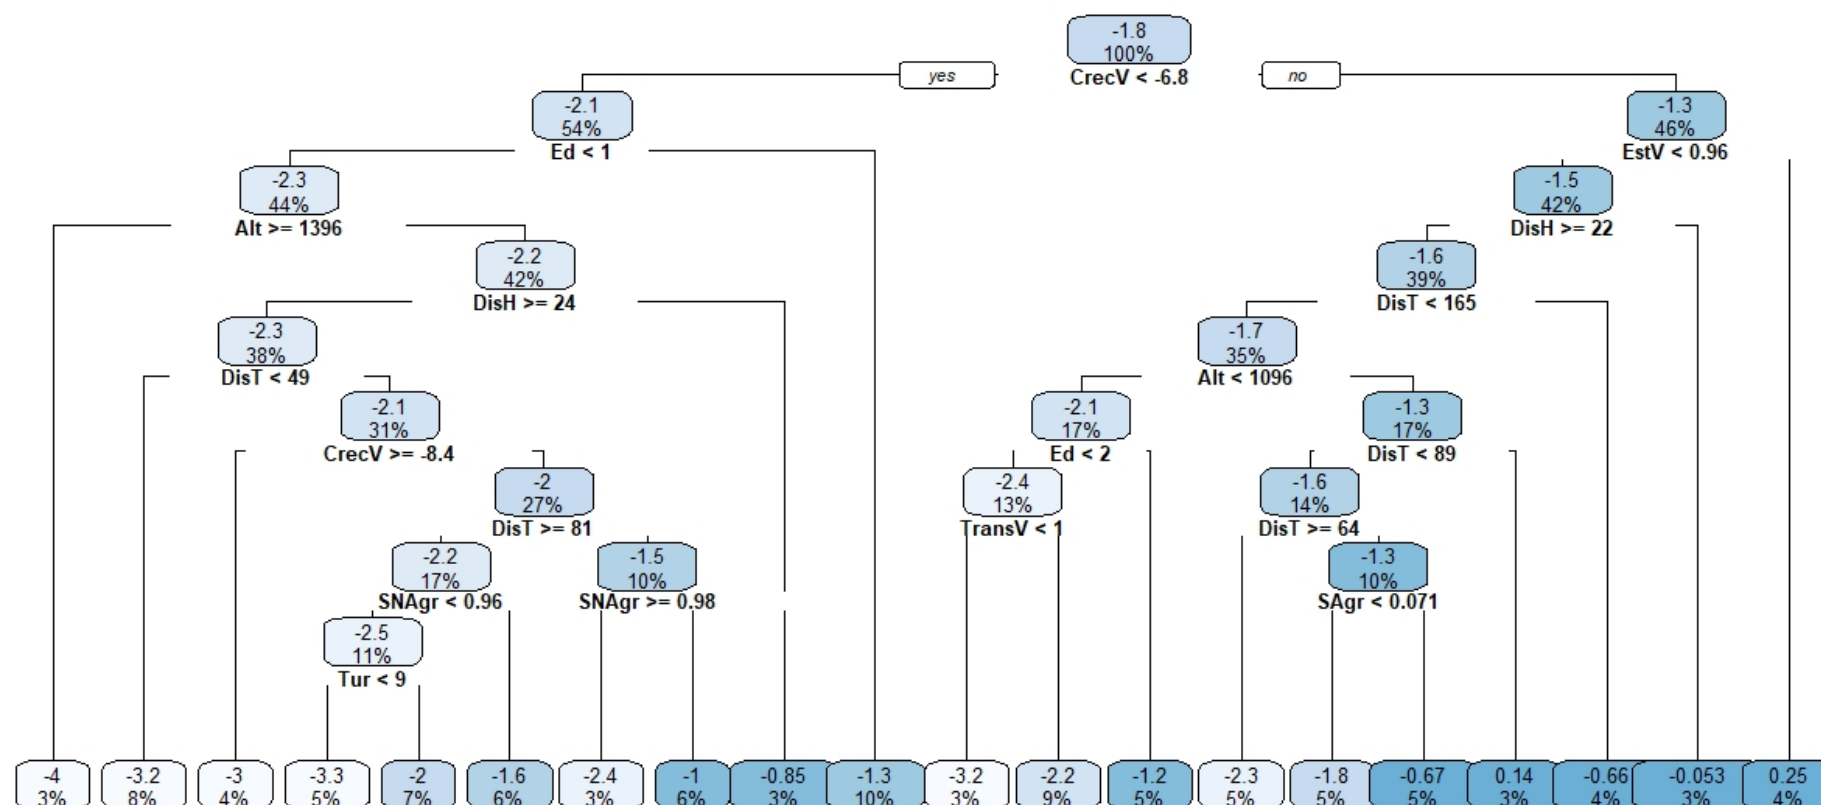 -1.8
100%
CrecV < -6.8
yes
no
-2.1
54%
Ed < 1
-1.3
46%
EstV < 0.96
-2.3
44%
Alt >= 1396
-1.5
42%
DisH >= 22
-2.2
42%
DisH >= 24
-1.6
39%
DisT < 165
-2.3
38%
DisT < 49
-1.7
35%
Alt < 1096
-2.1
31%
CrecV >= -8.4
-2.1
17%
Ed < 2
-1.3
17%
DisT < 89
-2
27%
DisT >= 81
-2.4
13%
TransV < 1
-1.6
14%
DisT >= 64
-2.2
17%
SNAgr < 0.96
-1.5
10%
SNAgr >= 0.98
-1.3
10%
SAgr < 0.071
-2.5
11%
Tur < 9
-4 -3.2 -3 -3.3 -2 -1.6 -2.4 -1 -0.85 -1.3 -3.2 -2.2 -1.2 -2.3 -1.8 -0.67 0.14 -0.66 -0.053 0.25
3% 8% 4% 5% 7% 6% 3% 6% 3% 10% 3% 9% 5% 5% 5% 5% 3% 4% 3% 4%